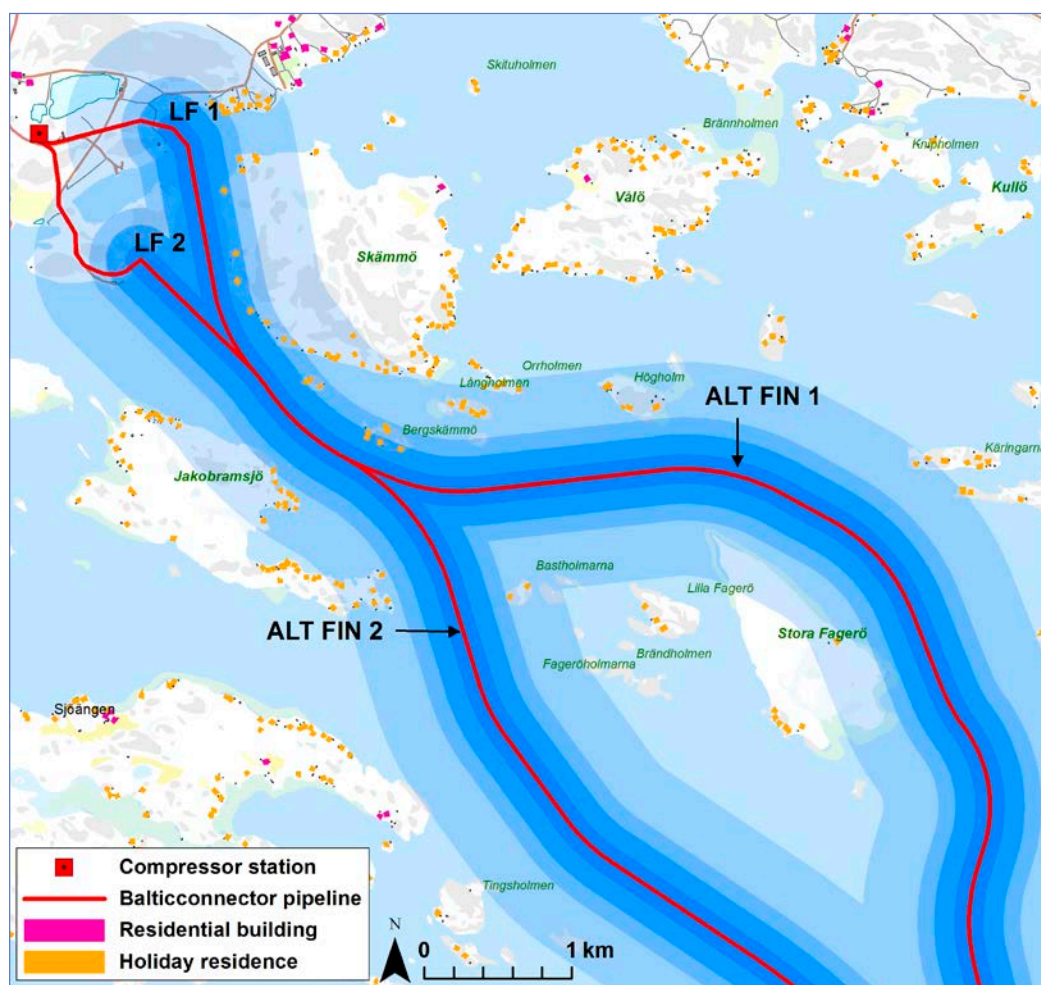 Skituholmen
LF 1
Brännholmen
Knipholmen
Vålö
Kullö
LF 2
Skämmö
Orrholmen
Långholmen
Högholm
ALT FIN 1
Bergskämmö
Käringarna
Jakobramsjö
Bastholmarna
Lilla Fagerö
ALT FIN 2
Stora Fagerö
Brändholmen
Fageröholmarna
Sjöängen
Tingsholmen
Compressor station
Balticconnector pipeline
Residential building
Holiday residence
N
0 1 km